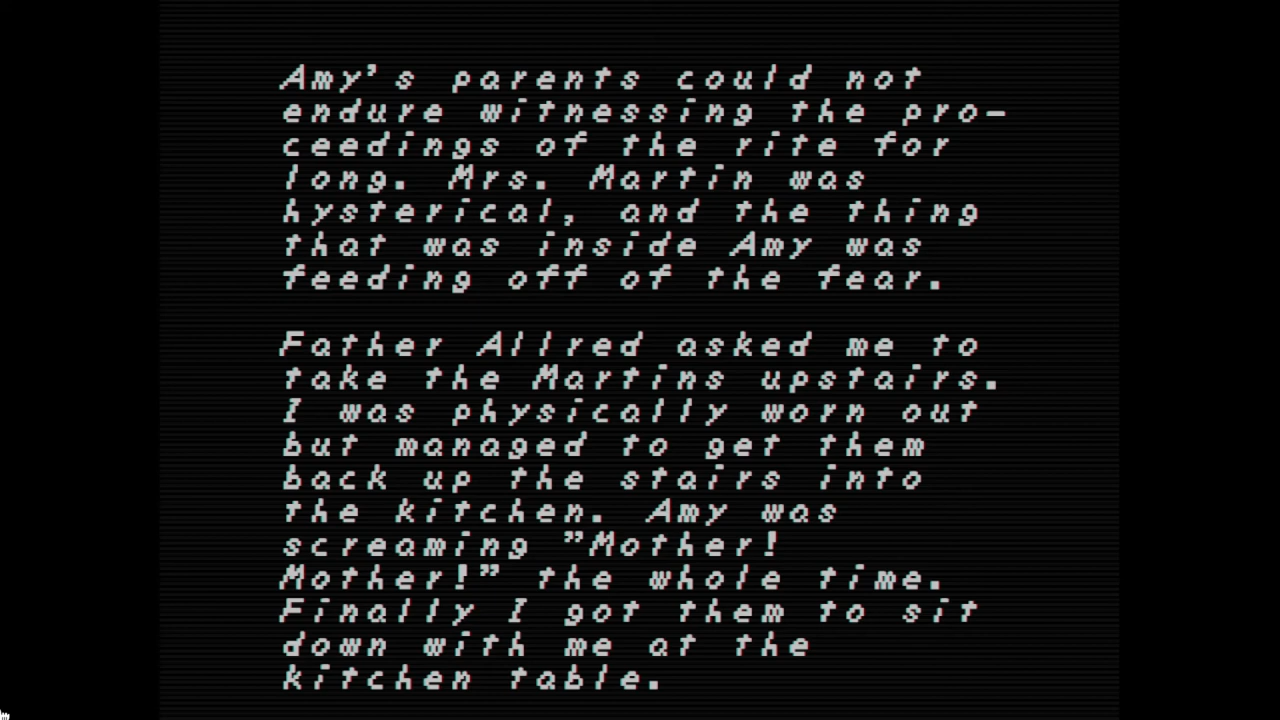 Amy's parents could not
endure witnessing the pro-
ceedings of the rite for
long. Mrs. Martin was
hysterical, and the thing
that was inside Amy was
feeding off of the fear.
Father Allred asked me to
take the Martins upstairs.
I was physically worn out
but managed to get them
back up the stairs into
the kitchen. Amy was
screaming "Mother!
Mother!" the whole time.
Finally I got them to sit
down with me at the
kitchen table.